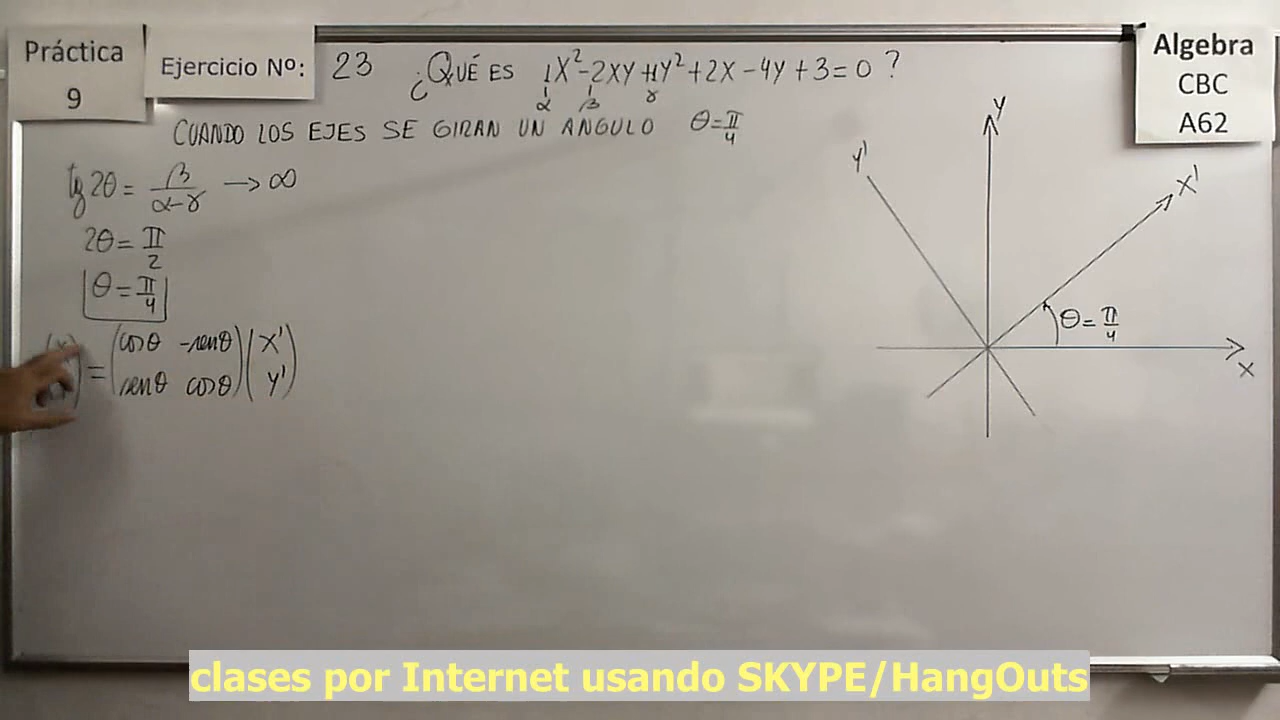 Práctica
9
Ejercicio Nº: 23 ¿QUÉ ES 1X²-2XY+1Y²+2X-4Y+3=0?
α β γ
CUANDO LOS EJES SE GIRAN UN ANGULO θ=π/4
Algebra
CBC
A62
tg2θ= β/(α-γ) → ∞
2θ=π/2
θ=π/4
= (cosθ -senθ) (X')
(senθ cosθ) (Y')
Y
Y'
X'
θ=π/4
X
clases por Internet usando SKYPE/HangOuts